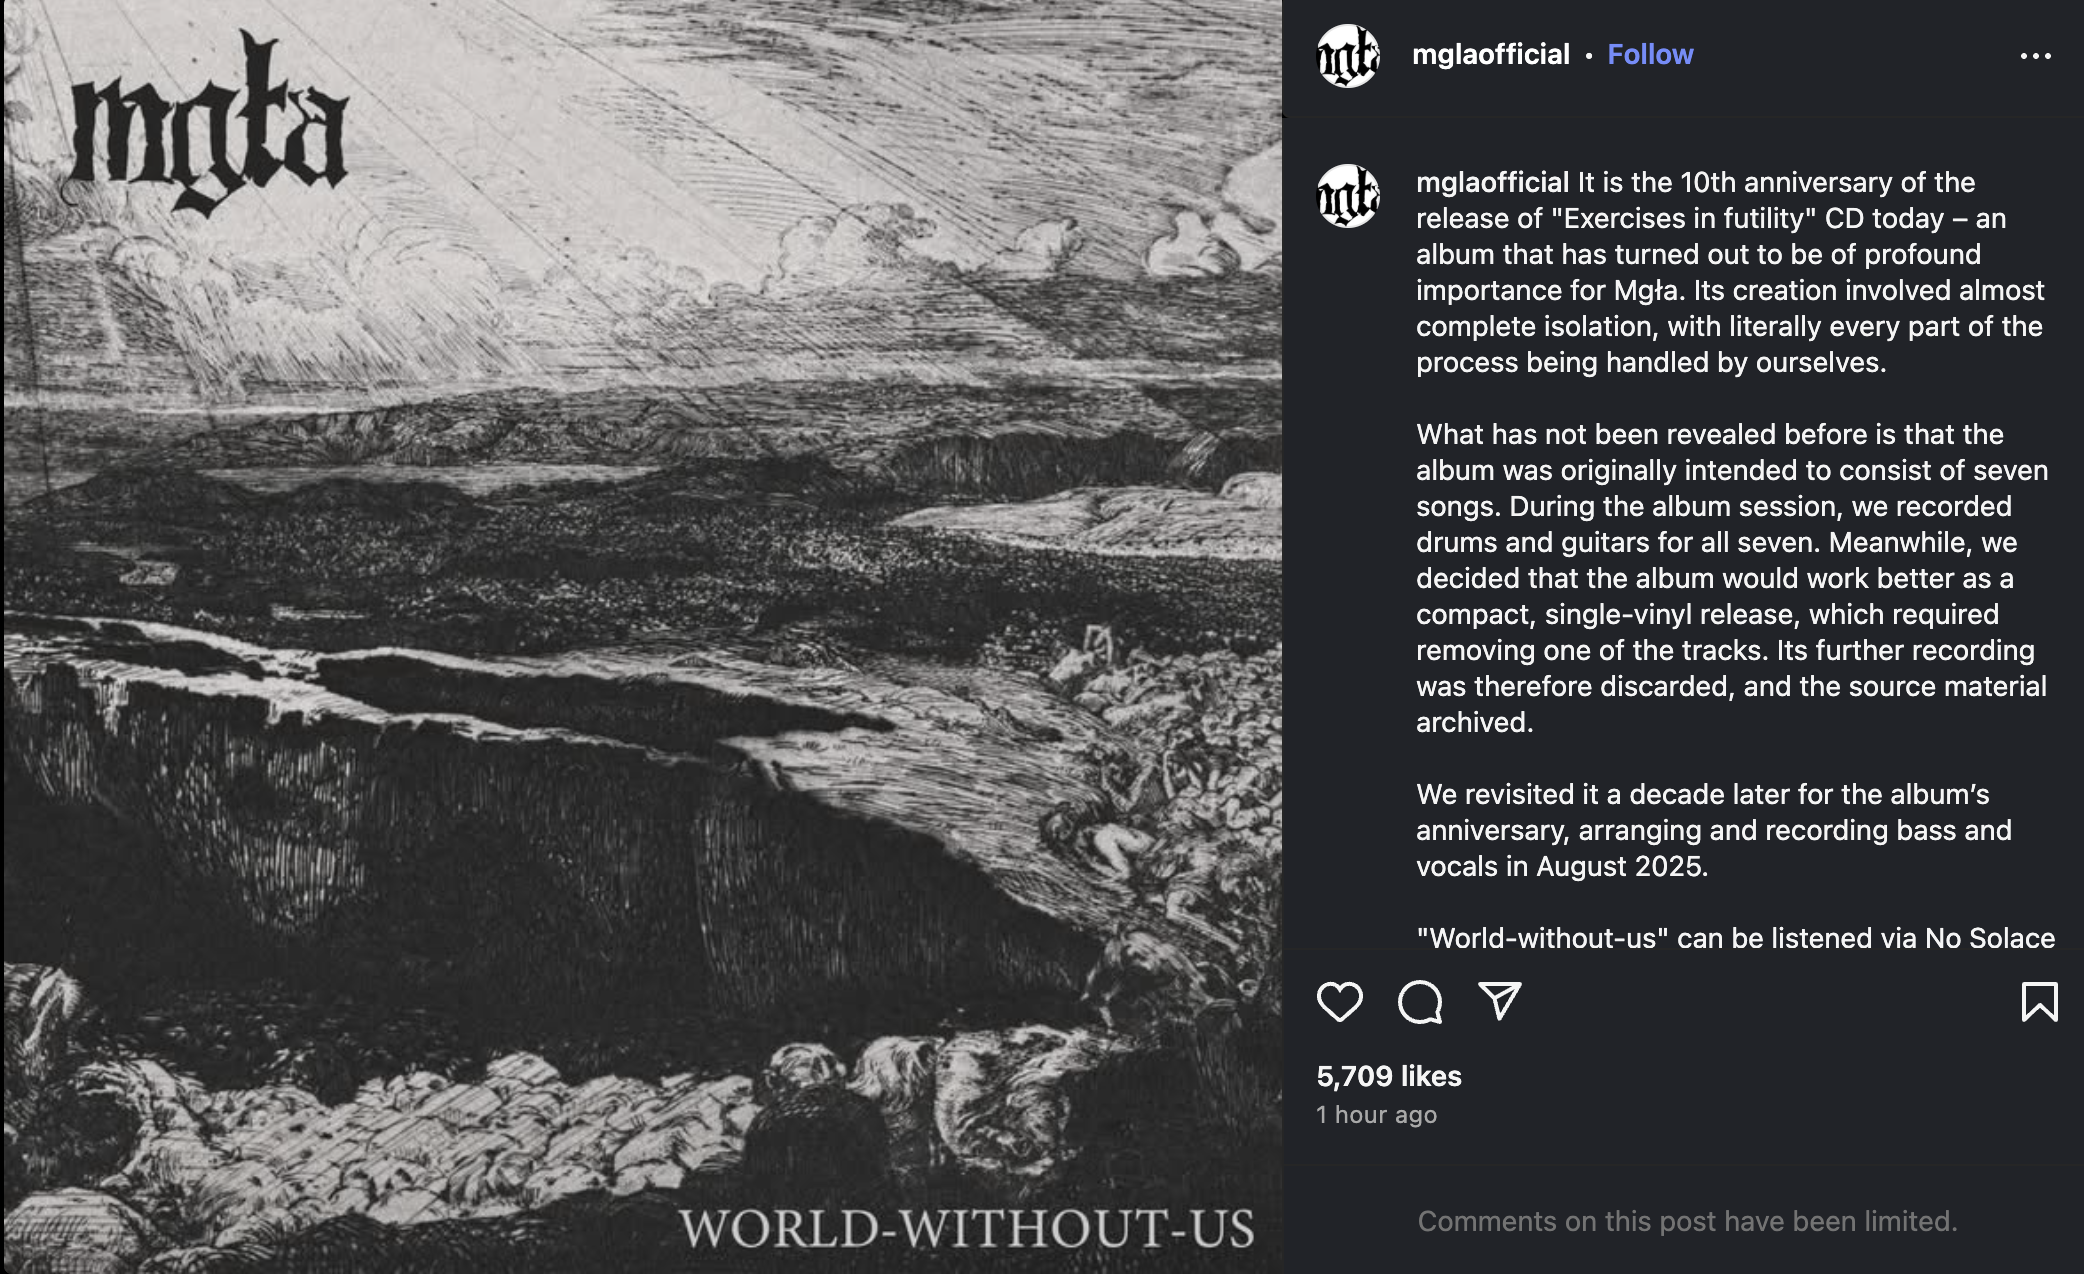 mgła
WORLD-WITHOUT-US
mglaofficial • Follow
mglaofficial It is the 10th anniversary of the
release of "Exercises in futility" CD today – an
album that has turned out to be of profound
importance for Mgła. Its creation involved almost
complete isolation, with literally every part of the
process being handled by ourselves.
What has not been revealed before is that the
album was originally intended to consist of seven
songs. During the album session, we recorded
drums and guitars for all seven. Meanwhile, we
decided that the album would work better as a
compact, single-vinyl release, which required
removing one of the tracks. Its further recording
was therefore discarded, and the source material
archived.
We revisited it a decade later for the album’s
anniversary, arranging and recording bass and
vocals in August 2025.
"World-without-us" can be listened via No Solace
5,709 likes
1 hour ago
Comments on this post have been limited.